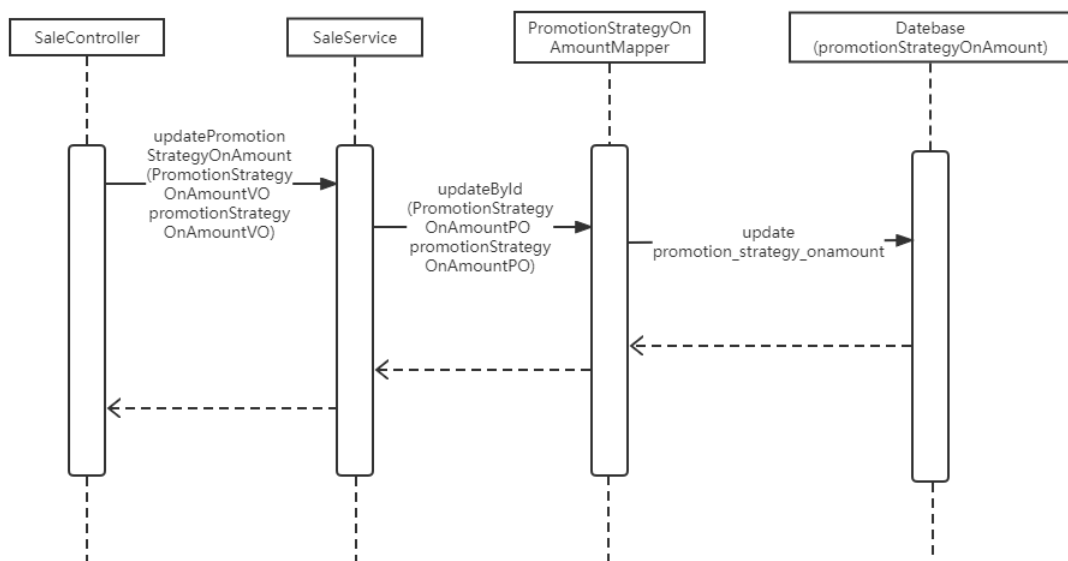 SaleController
SaleService
PromotionStrategyOn
AmountMapper
Datebase
(promotionStrategyOnAmount)
updatePromotion
StrategyOnAmount
(PromotionStrategy
OnAmountVO
promotionStrategy
OnAmountVO)
updateById
(PromotionStrategy
OnAmountPO
promotionStrategy
OnAmountPO)
update
promotion_strategy_onamount